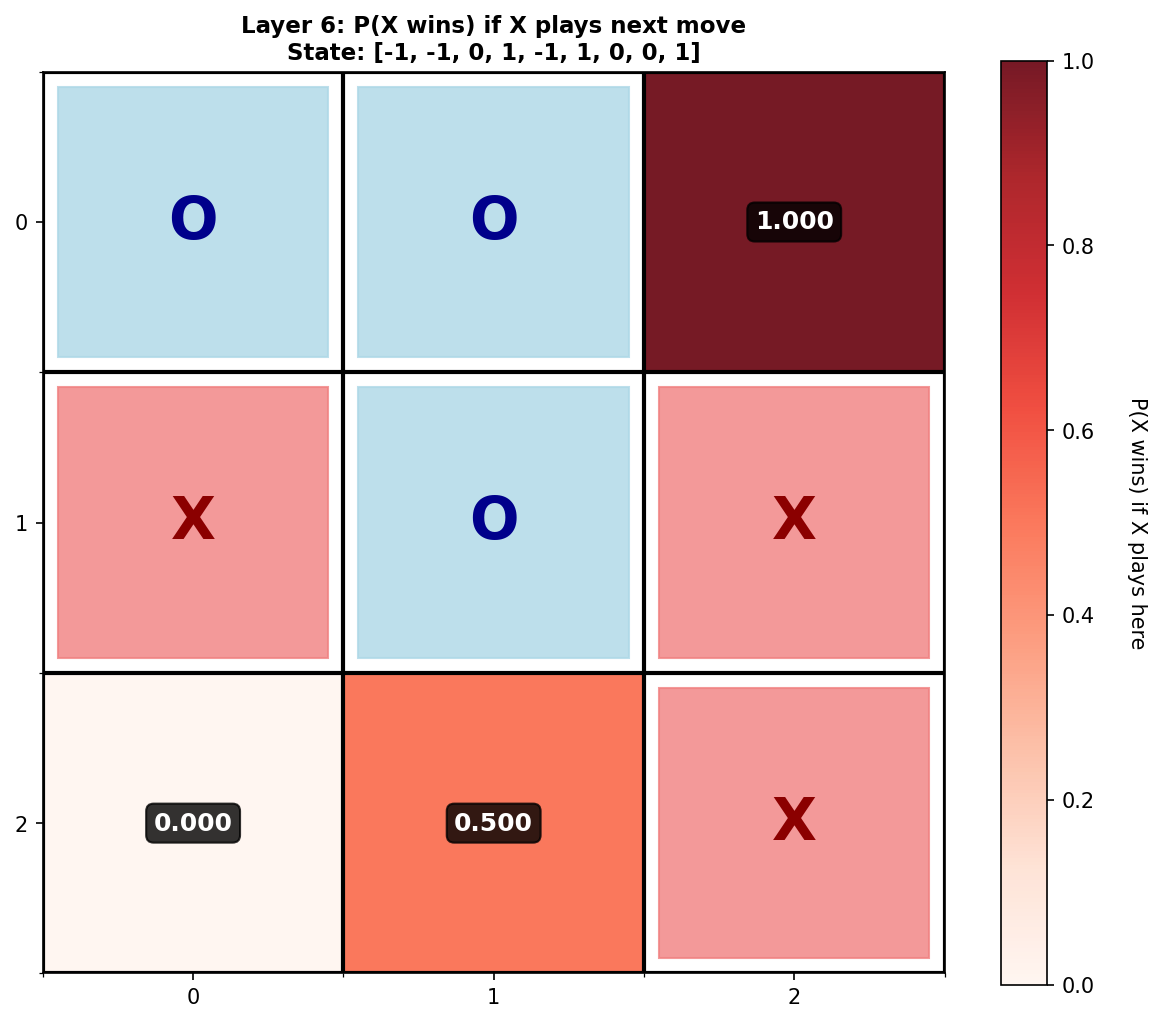 Layer 6: P(X wins) if X plays next move
State: [-1, -1, 0, 1, -1, 1, 0, 0, 1]
0
O
O
1.000
1
X
O
X
2
0.000
0.500
X
0
1
2
1.0
0.8
0.6
0.4
0.2
0.0
P(X wins) if X plays here